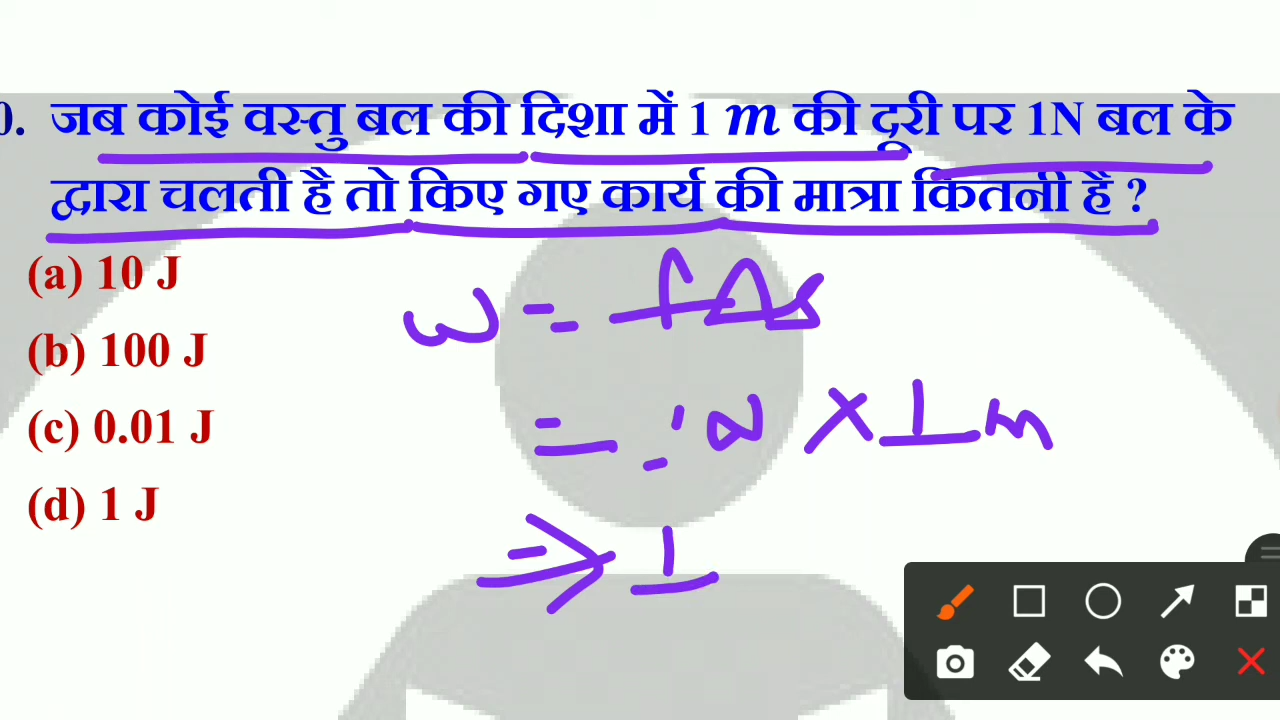 0. जब कोई वस्तु बल की दिशा में 1 m की दूरी पर 1N बल के
द्वारा चलती है तो किए गए कार्य की मात्रा कितनी है ?
(a) 10 J
(b) 100 J
(c) 0.01 J
(d) 1 J
w = fΔs
= 1N × 1m
⇒ 1